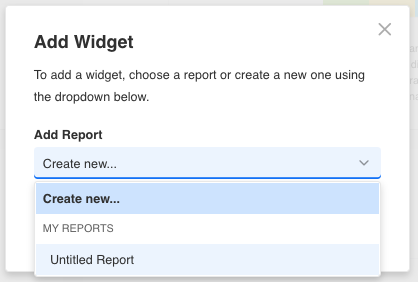 Add Widget
To add a widget, choose a report or create a new one using
the dropdown below.
Add Report
Create new...
Create new...
MY REPORTS
Untitled Report